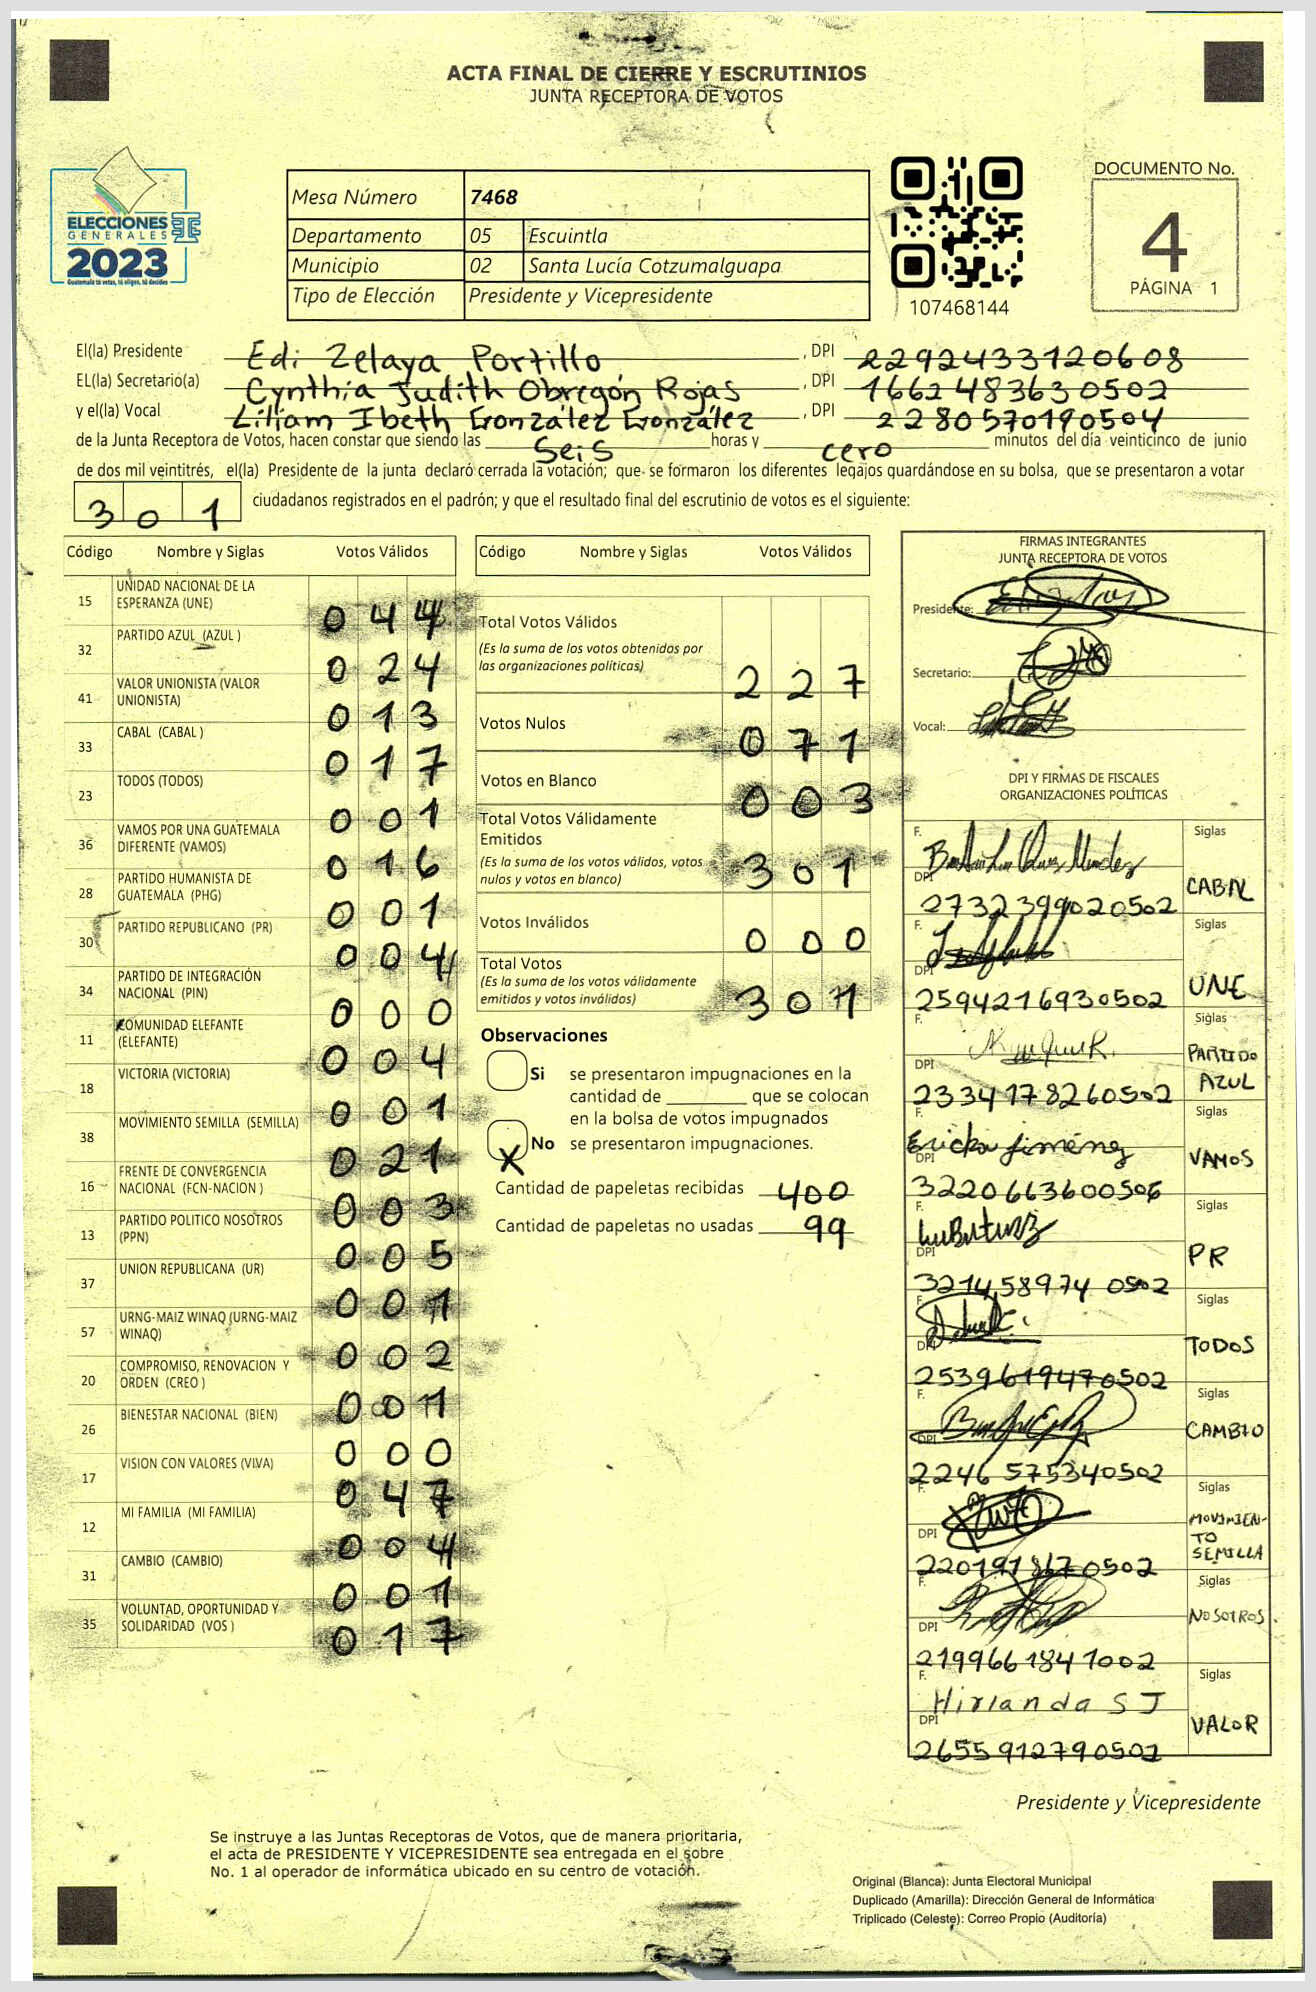 ACTA FINAL DE CIERRE Y ESCRUTINIOS
JUNTA RECEPTORA DE VOTOS
ELECCIONES
GENERALES
2023
Guatemala tú votas, tú eliges, tú decides
Mesa Número 7468
Departamento 05 Escuintla
Municipio 02 Santa Lucía Cotzumalguapa
Tipo de Elección Presidente y Vicepresidente
107468144
DOCUMENTO No.
4
PÁGINA 1
El(la) Presidente Edi Zelaya Portillo, DPI 2292433120608
EL(la) Secretario(a) Cynthia Judith Obregón Rojas, DPI 1662483630502
y el(la) Vocal Liliam Ibeth González González, DPI 2280570190504
de la Junta Receptora de Votos, hacen constar que siendo las Seis horas y cero minutos del día veinticinco de junio
de dos mil veintitrés, el(la) Presidente de la junta declaró cerrada la votación; que se formaron los diferentes legajos guardándose en su bolsa, que se presentaron a votar
301 ciudadanos registrados en el padrón; y que el resultado final del escrutinio de votos es el siguiente:
Código Nombre y Siglas Votos Válidos
15 UNIDAD NACIONAL DE LA ESPERANZA (UNE) 044
32 PARTIDO AZUL (AZUL ) 024
41 VALOR UNIONISTA (VALOR UNIONISTA) 013
33 CABAL (CABAL ) 017
23 TODOS (TODOS) 001
36 VAMOS POR UNA GUATEMALA DIFERENTE (VAMOS) 016
28 PARTIDO HUMANISTA DE GUATEMALA (PHG) 001
30 PARTIDO REPUBLICANO (PR) 004
34 PARTIDO DE INTEGRACIÓN NACIONAL (PIN) 000
11 COMUNIDAD ELEFANTE (ELEFANTE) 004
18 VICTORIA (VICTORIA) 001
38 MOVIMIENTO SEMILLA (SEMILLA) 021
16 FRENTE DE CONVERGENCIA NACIONAL (FCN-NACION ) 003
13 PARTIDO POLITICO NOSOTROS (PPN) 005
37 UNION REPUBLICANA (UR) 001
57 URNG-MAIZ WINAQ (URNG-MAIZ WINAQ) 002
20 COMPROMISO, RENOVACION Y ORDEN (CREO ) 001
26 BIENESTAR NACIONAL (BIEN) 000
17 VISION CON VALORES (VIVA) 047
12 MI FAMILIA (MI FAMILIA) 004
31 CAMBIO (CAMBIO) 001
35 VOLUNTAD, OPORTUNIDAD Y SOLIDARIDAD (VOS ) 017
Código Nombre y Siglas Votos Válidos
Total Votos Válidos
(Es la suma de los votos obtenidos por
las organizaciones políticas) 227
Votos Nulos 071
Votos en Blanco 003
Total Votos Válidamente
Emitidos
(Es la suma de los votos válidos, votos
nulos y votos en blanco) 301
Votos Inválidos 000
Total Votos
(Es la suma de los votos válidamente
emitidos y votos inválidos) 301
Observaciones
Si se presentaron impugnaciones en la
cantidad de ________ que se colocan
en la bolsa de votos impugnados
X No se presentaron impugnaciones.
Cantidad de papeletas recibidas 400
Cantidad de papeletas no usadas 99
FIRMAS INTEGRANTES
JUNTA RECEPTORA DE VOTOS
Presidente:
Secretario:
Vocal:
DPI Y FIRMAS DE FISCALES
ORGANIZACIONES POLÍTICAS
F. Siglas
DPI 2732399020502 CABAL
F. Siglas
DPI 2594216930502 UNE
F. Siglas
DPI 2334178260502 PARTIDO AZUL
F. Ericka Jiménez Siglas
DPI 3220663600506 VAMOS
F. Siglas
DPI 3214589740502 PR
F. Siglas
DPI 2539619470502 TODOS
F. Siglas
DPI 2246575340502 CAMBIO
F. Siglas
DPI 2201918670502 MOVIMIENTO SEMILLA
F. Siglas
DPI 2199661841002 NOSOTROS.
F. Hirlanda S J Siglas
DPI 2655912790502 VALOR
Presidente y Vicepresidente
Se instruye a las Juntas Receptoras de Votos, que de manera prioritaria,
el acta de PRESIDENTE Y VICEPRESIDENTE sea entregada en el sobre
No. 1 al operador de informática ubicado en su centro de votación.
Original (Blanca): Junta Electoral Municipal
Duplicado (Amarilla): Dirección General de Informática
Triplicado (Celeste): Correo Propio (Auditoría)